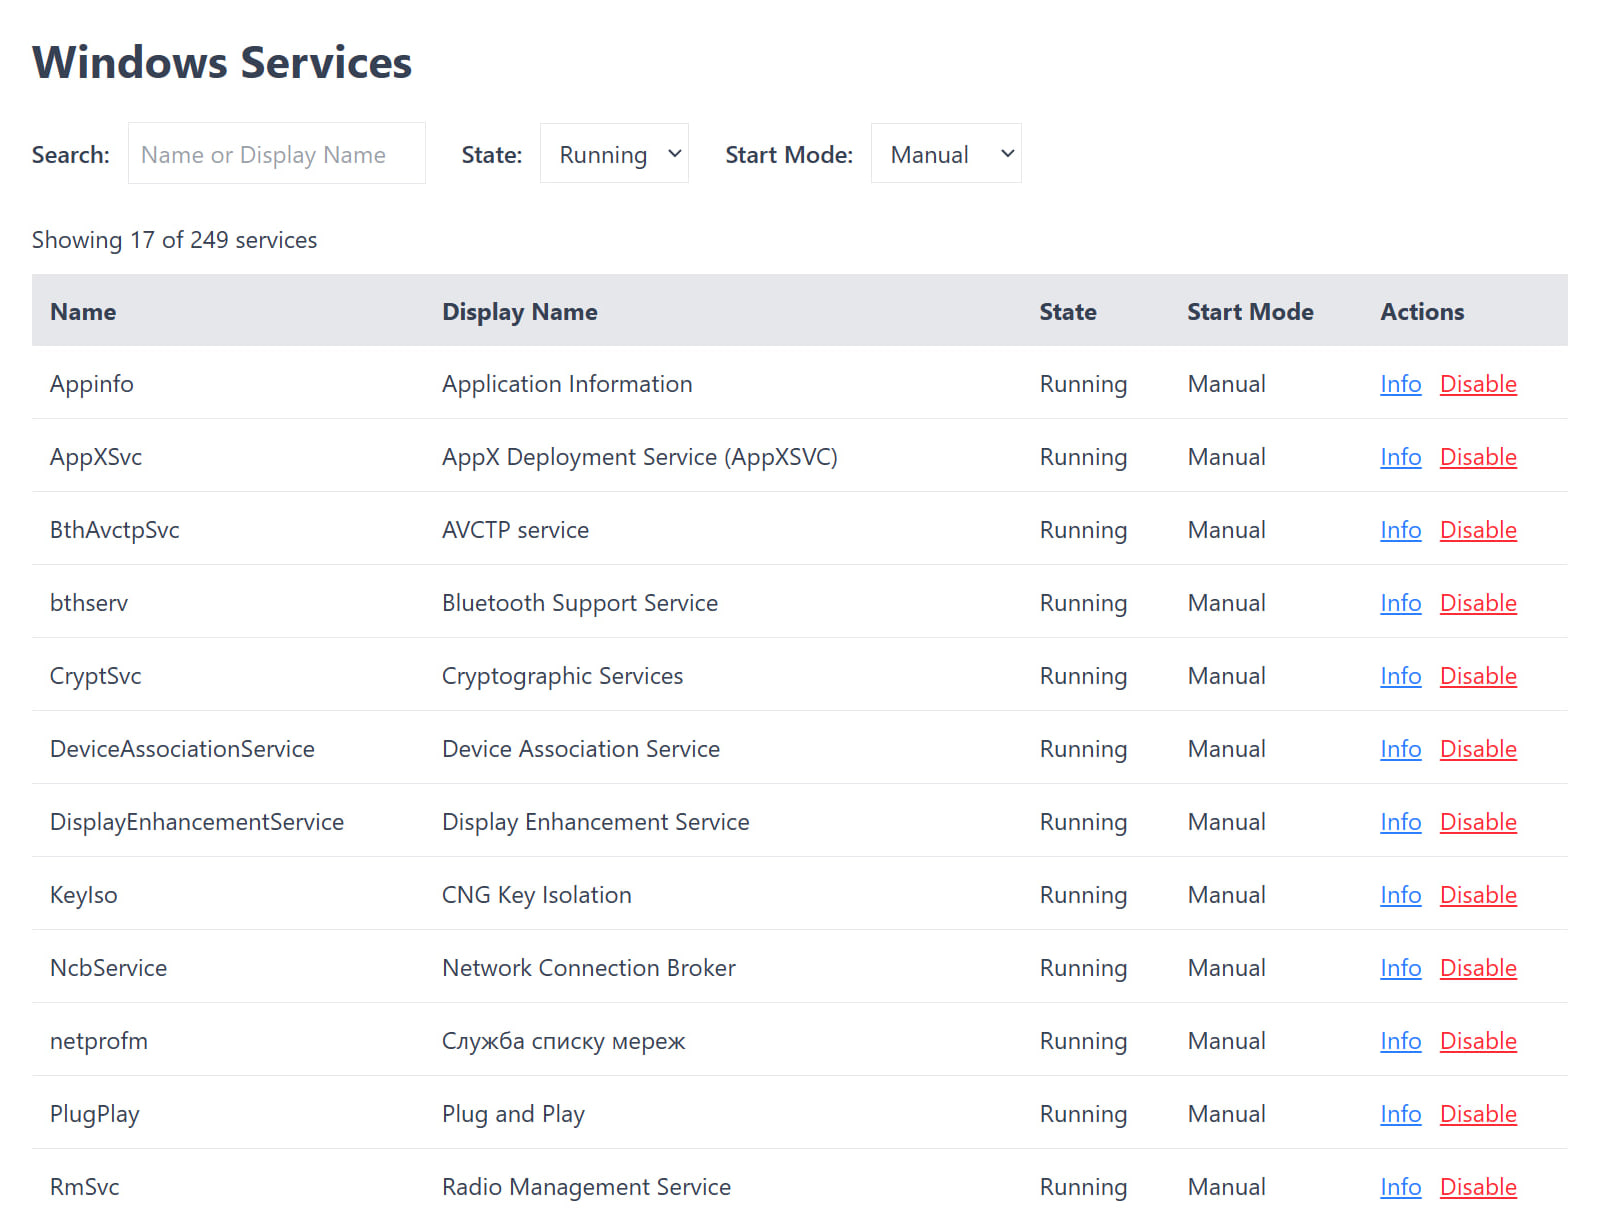 Windows Services
Search: Name or Display Name State: Running Start Mode: Manual
Showing 17 of 249 services
Name Display Name State Start Mode Actions
Appinfo Application Information Running Manual Info Disable
AppXSvc AppX Deployment Service (AppXSVC) Running Manual Info Disable
BthAvctpSvc AVCTP service Running Manual Info Disable
bthserv Bluetooth Support Service Running Manual Info Disable
CryptSvc Cryptographic Services Running Manual Info Disable
DeviceAssociationService Device Association Service Running Manual Info Disable
DisplayEnhancementService Display Enhancement Service Running Manual Info Disable
KeyIso CNG Key Isolation Running Manual Info Disable
NcbService Network Connection Broker Running Manual Info Disable
netprofm Служба списку мереж Running Manual Info Disable
PlugPlay Plug and Play Running Manual Info Disable
RmSvc Radio Management Service Running Manual Info Disable